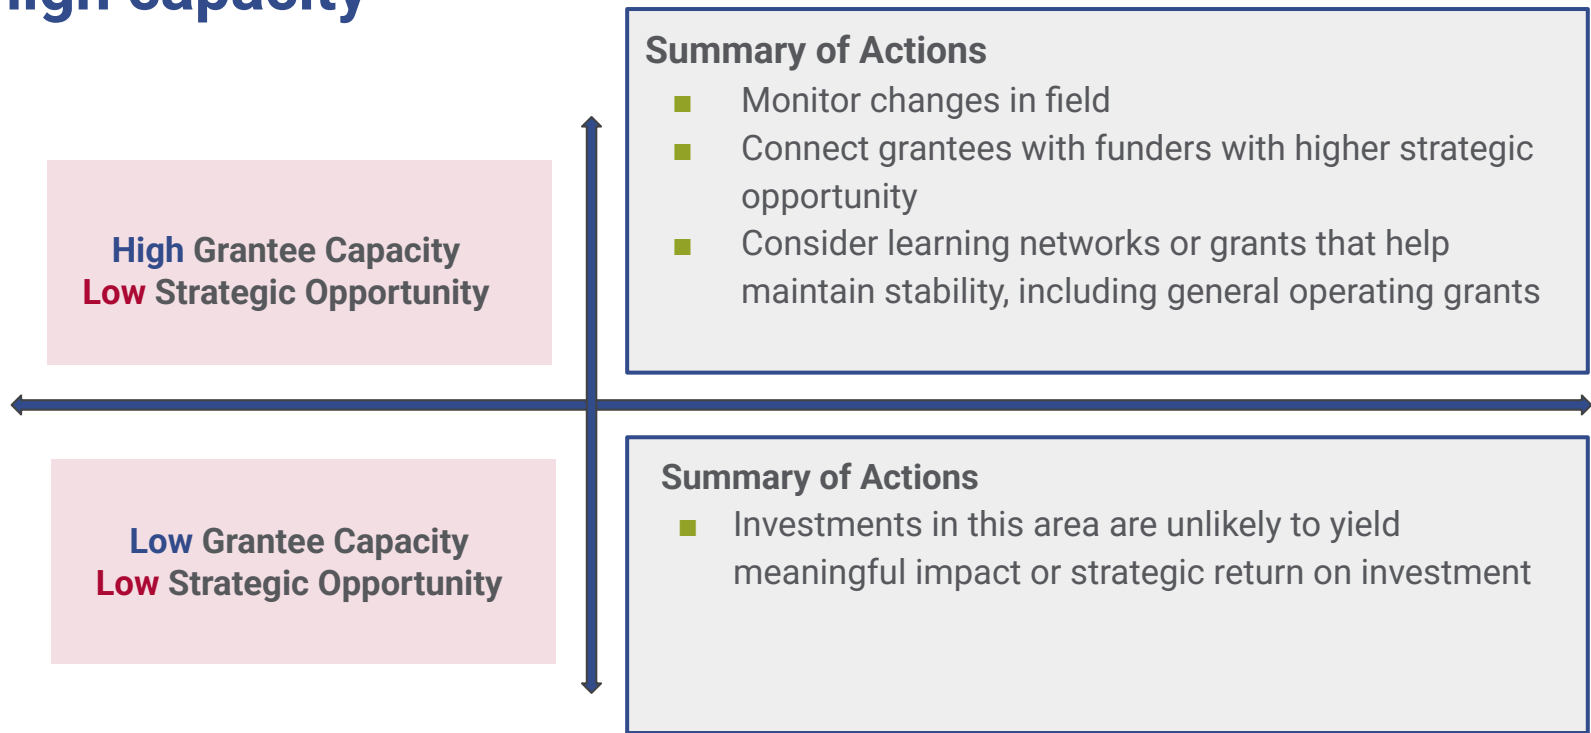 High capacity
Summary of Actions
■ Monitor changes in field
■ Connect grantees with funders with higher strategic
opportunity
■ Consider learning networks or grants that help
maintain stability, including general operating grants
High Grantee Capacity
Low Strategic Opportunity
Summary of Actions
■ Investments in this area are unlikely to yield
meaningful impact or strategic return on investment
Low Grantee Capacity
Low Strategic Opportunity